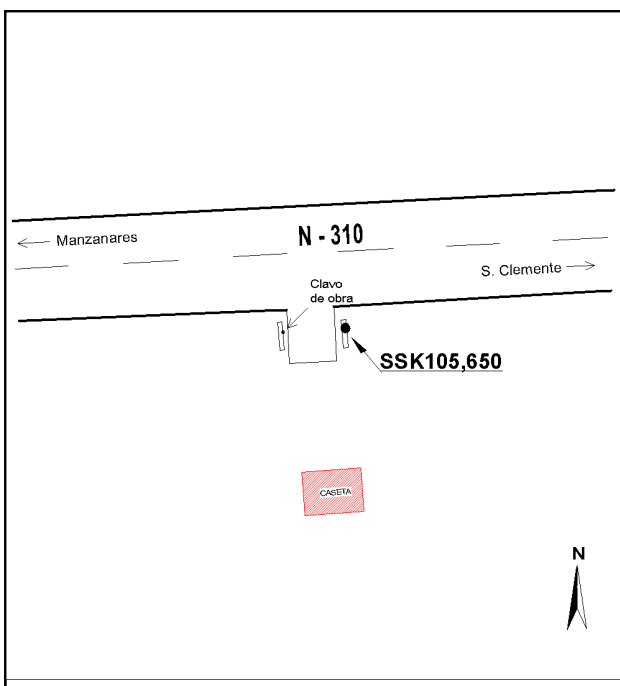 N - 310
Manzanares
S. Clemente
Clavo
de obra
SSK105,650
CASETA
N